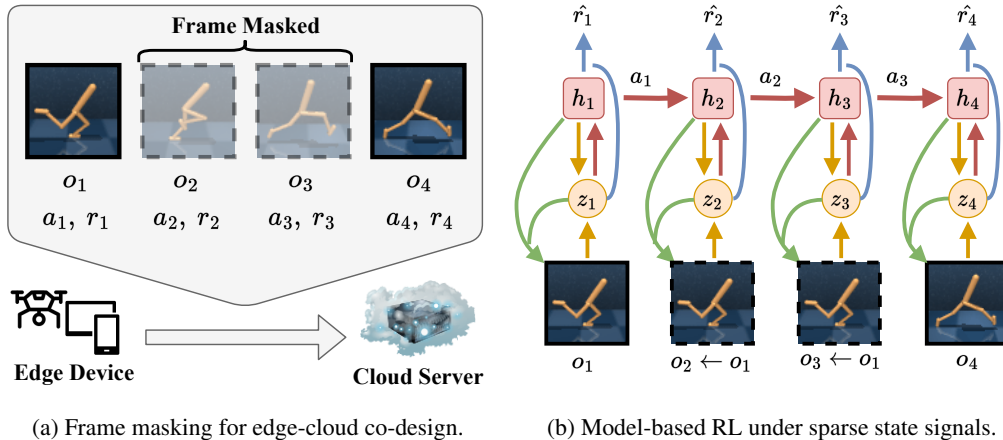 Frame Masked
o₁ o₂ o₃ o₄
a₁, r₁ a₂, r₂ a₃, r₃ a₄, r₄
Edge Device
Cloud Server
(a) Frame masking for edge-cloud co-design.
r̂₁ r̂₂ r̂₃ r̂₄
a₁ a₂ a₃
h₁ h₂ h₃ h₄
z₁ z₂ z₃ z₄
o₁ o₂ ← o₁ o₃ ← o₁ o₄
(b) Model-based RL under sparse state signals.